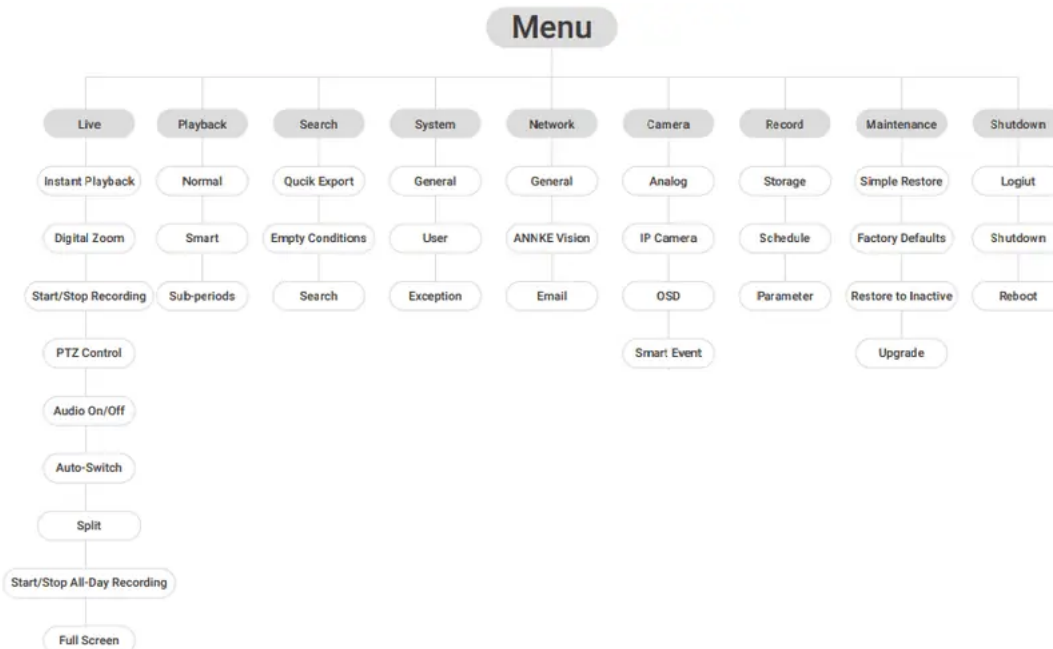 Menu
Live
Playback
Search
System
Network
Camera
Record
Maintenance
Shutdown
Instant Playback
Normal
Qucik Export
General
General
Analog
Storage
Simple Restore
Logiut
Digital Zoom
Smart
Empty Conditions
User
ANNKE Vision
IP Camera
Schedule
Factory Defaults
Shutdown
Start/Stop Recording
Sub-periods
Search
Exception
Email
OSD
Parameter
Restore to Inactive
Reboot
PTZ Control
Smart Event
Upgrade
Audio On/Off
Auto-Switch
Split
Start/Stop All-Day Recording
Full Screen